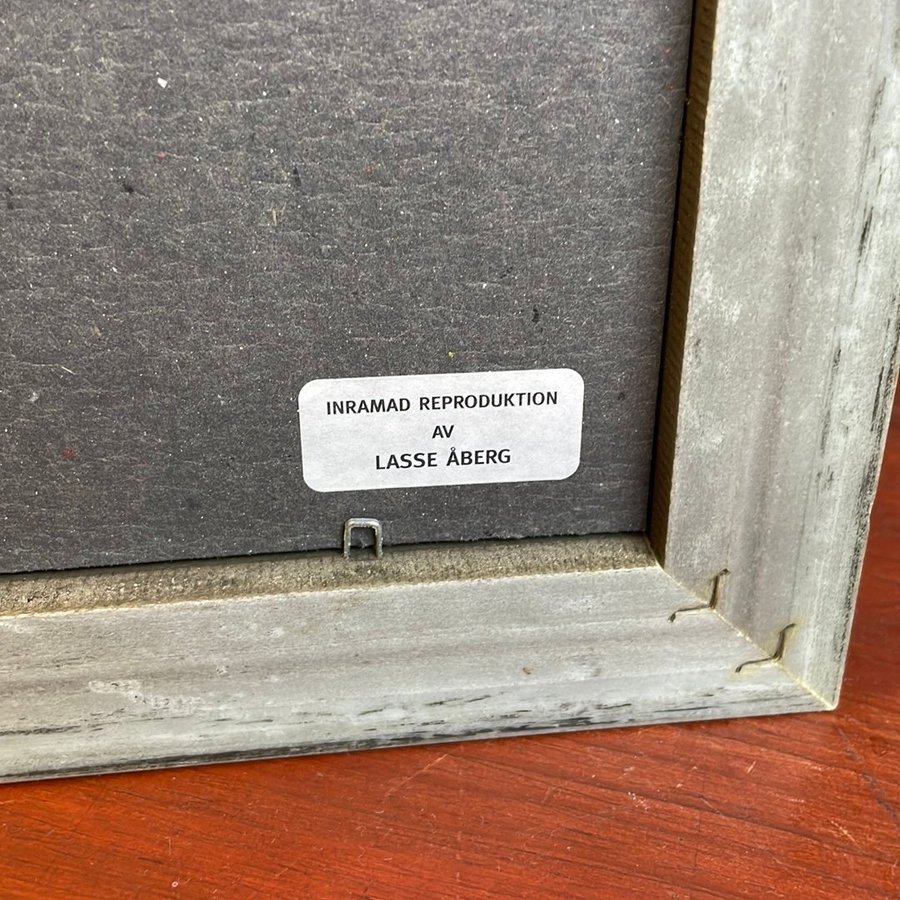 INRAMAD REPRODUKTION
AV
LASSE ÅBERG